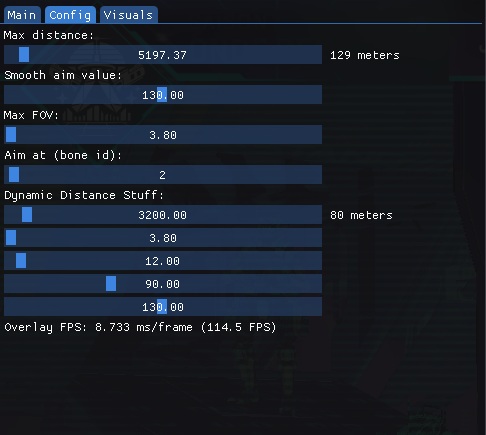 Main Config Visuals
Max distance:
5197.37 129 meters
Smooth aim value:
130.00
Max FOV:
3.80
Aim at (bone id):
2
Dynamic Distance Stuff:
3200.00 80 meters
3.80
12.00
90.00
130.00
Overlay FPS: 8.733 ms/frame (114.5 FPS)